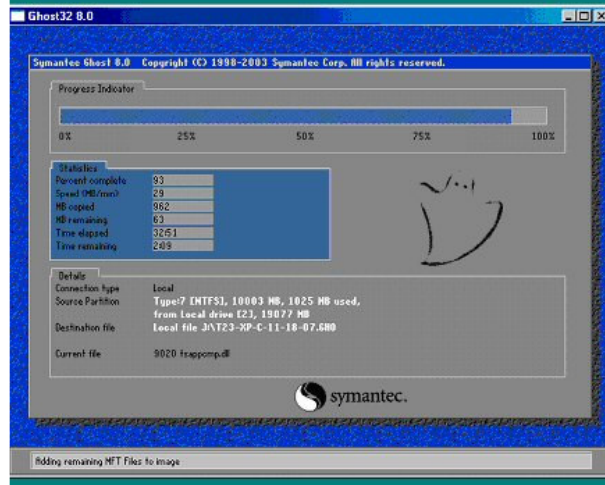 Ghost32 8.0
Symantec Ghost 8.0 Copyright (C) 1998-2003 Symantec Corp. All rights reserved.
Progress Indicator
0% 25% 50% 75% 100%
Statistics
Percent complete 93
Speed (MB/min) 29
MB copied 962
MB remaining 63
Time elapsed 32:51
Time remaining 2:09
Details
Connection type Local
Source Partition Type:7 [NTFS], 10003 MB, 1025 MB used,
from Local drive [2], 19077 MB
Destination file Local file J:\T23-XP-C-11-18-07.GHO
Current file 9020 fsappcmp.dll
symantec.
Adding remaining MFT Files to image